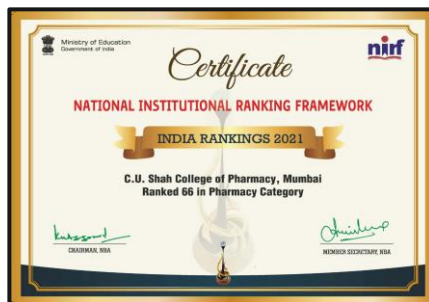 Ministry of Education
Government of India
nirf
Certificate
NATIONAL INSTITUTIONAL RANKING FRAMEWORK
INDIA RANKINGS 2021
C.U. Shah College of Pharmacy, Mumbai
Ranked 66 in Pharmacy Category
CHAIRMAN, NBA
MEMBER SECRETARY, NBA